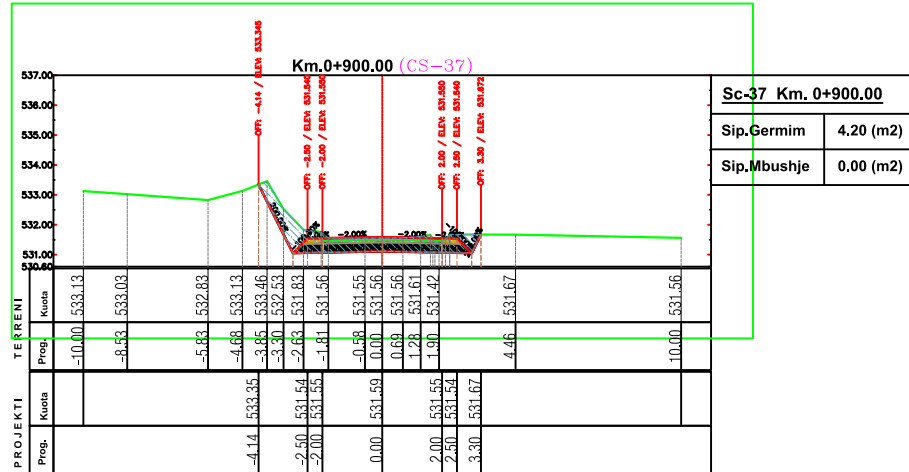 Km.0+900.00 (CS-37)
Sc-37 Km. 0+900.00
Sip.Germim 4.20 (m2)
Sip.Mbushje 0.00 (m2)
537.00
536.00
535.00
534.00
533.00
532.00
531.00
530.60
OFF: -4.14 / ELEV: 533.345
OFF: -2.50 / ELEV: 531.540
OFF: -2.00 / ELEV: 531.550
OFF: 2.00 / ELEV: 531.550
OFF: 2.50 / ELEV: 531.540
OFF: 3.30 / ELEV: 531.672
200.00%
-2.00%
-2.00%
TERRENI
Kuota 533.13 533.03 532.83 533.13 533.46 532.53 531.83 531.56 531.55 531.56 531.56 531.61 531.42 531.67 531.56
Prog. -10.00 -8.53 -5.83 -4.68 -3.85 -3.30 -2.63 -1.81 -0.58 0.00 0.69 1.28 1.90 4.46 10.00
PROJEKTI
Kuota 533.35 531.54 531.55 531.59 531.55 531.54 531.67
Prog. -4.14 -2.50 -2.00 0.00 2.00 2.50 3.30